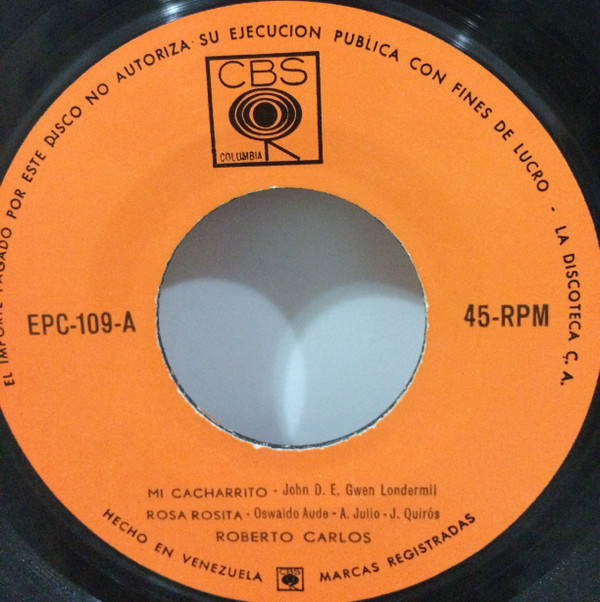 EL IMPORTE PAGADO POR ESTE DISCO NO AUTORIZA SU EJECUCION PUBLICA CON FINES DE LUCRO - LA DISCOTECA C. A.
CBS
COLUMBIA
EPC-109-A
45-RPM
MI CACHARRITO - John D. E. Gwen Londermil
ROSA ROSITA - Oswaldo Aude - A. Julio - J. Quirós
ROBERTO CARLOS
HECHO EN VENEZUELA CBS MARCAS REGISTRADAS